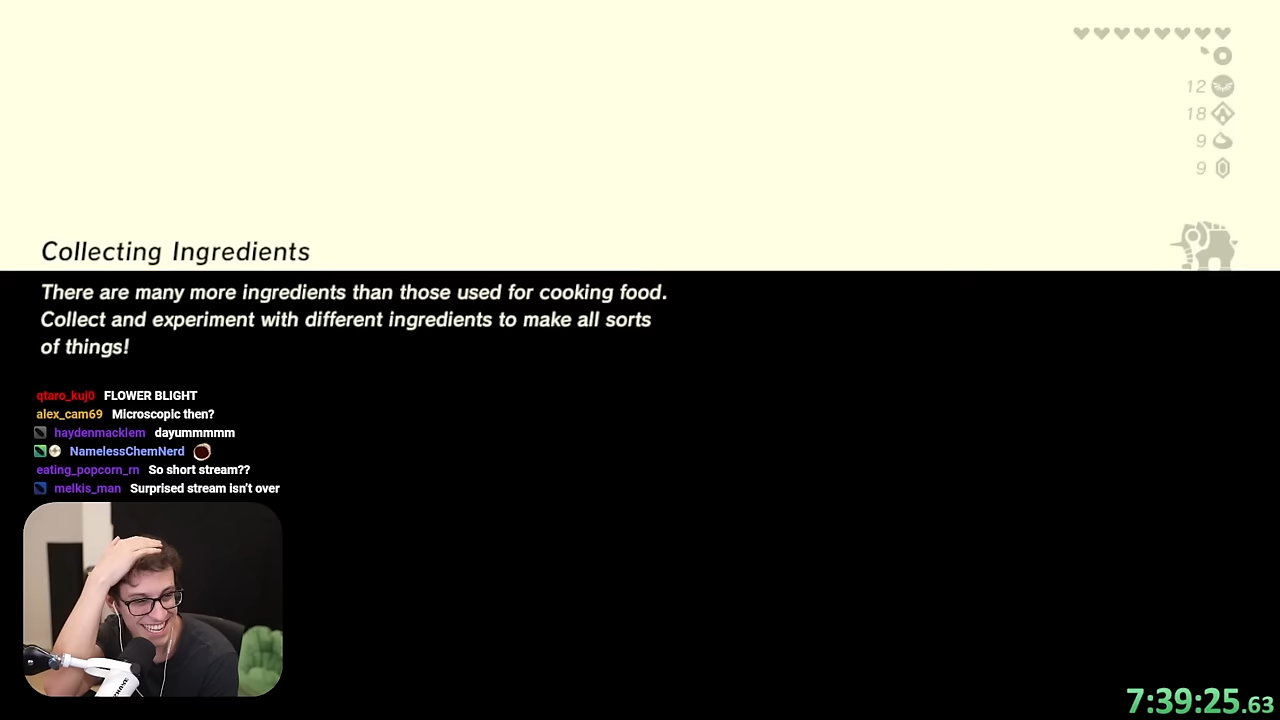 12
18
9
9
Collecting Ingredients
There are many more ingredients than those used for cooking food.
Collect and experiment with different ingredients to make all sorts
of things!
qtaro_kuj0 FLOWER BLIGHT
alex_cam69 Microscopic then?
haydenmacklem dayummmmm
NamelessChemNerd
eating_popcorn_rn So short stream??
melkis_man Surprised stream isn't over
SHURE
7:39:25.63